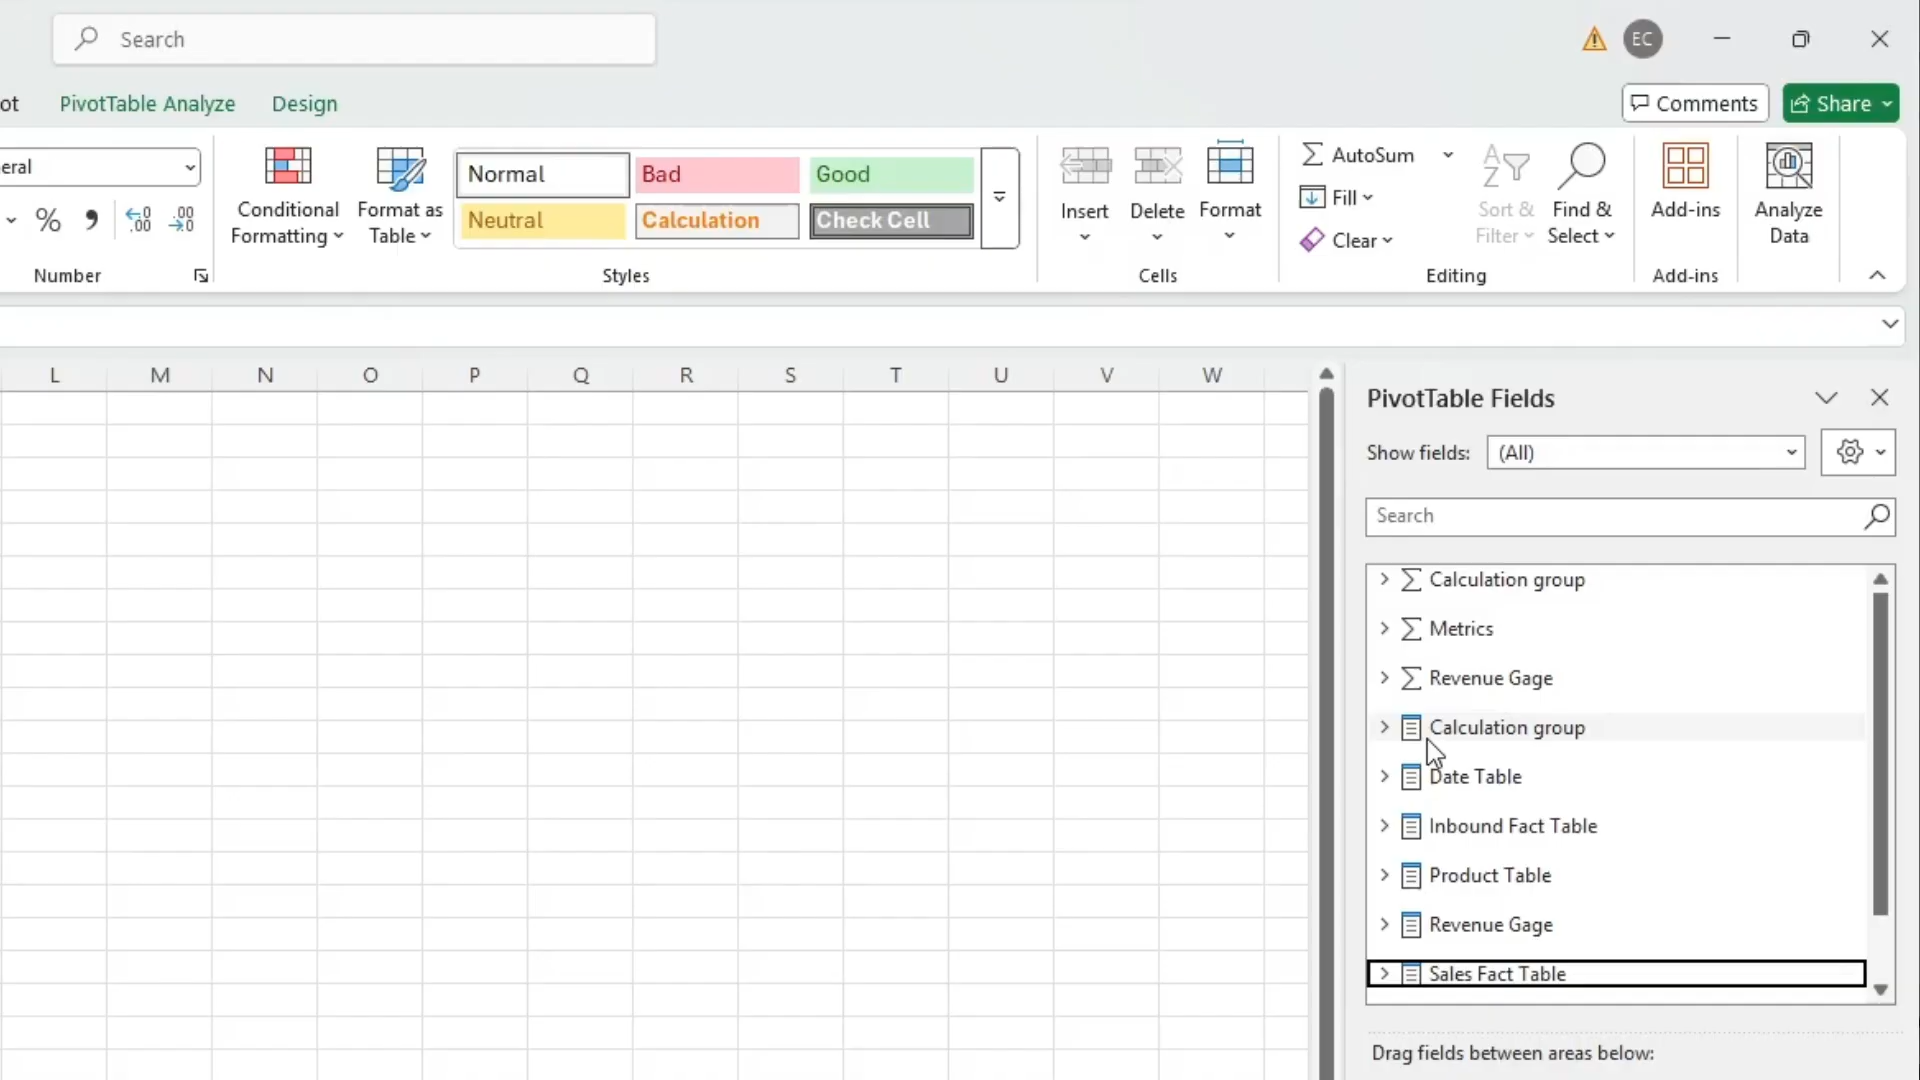 Search
EC
ot
PivotTable Analyze
Design
Comments
Share
eral
Conditional
Formatting
Format as
Table
Normal
Bad
Good
Neutral
Calculation
Check Cell
Insert
Delete
Format
AutoSum
Fill
Clear
Sort &
Filter
Find &
Select
Add-ins
Analyze
Data
%
,
.00
.00
Number
Styles
Cells
Editing
Add-ins
L M N O P Q R S T U V W
PivotTable Fields
Show fields:
(All)
Search
Calculation group
Metrics
Revenue Gage
Calculation group
Date Table
Inbound Fact Table
Product Table
Revenue Gage
Sales Fact Table
Drag fields between areas below: